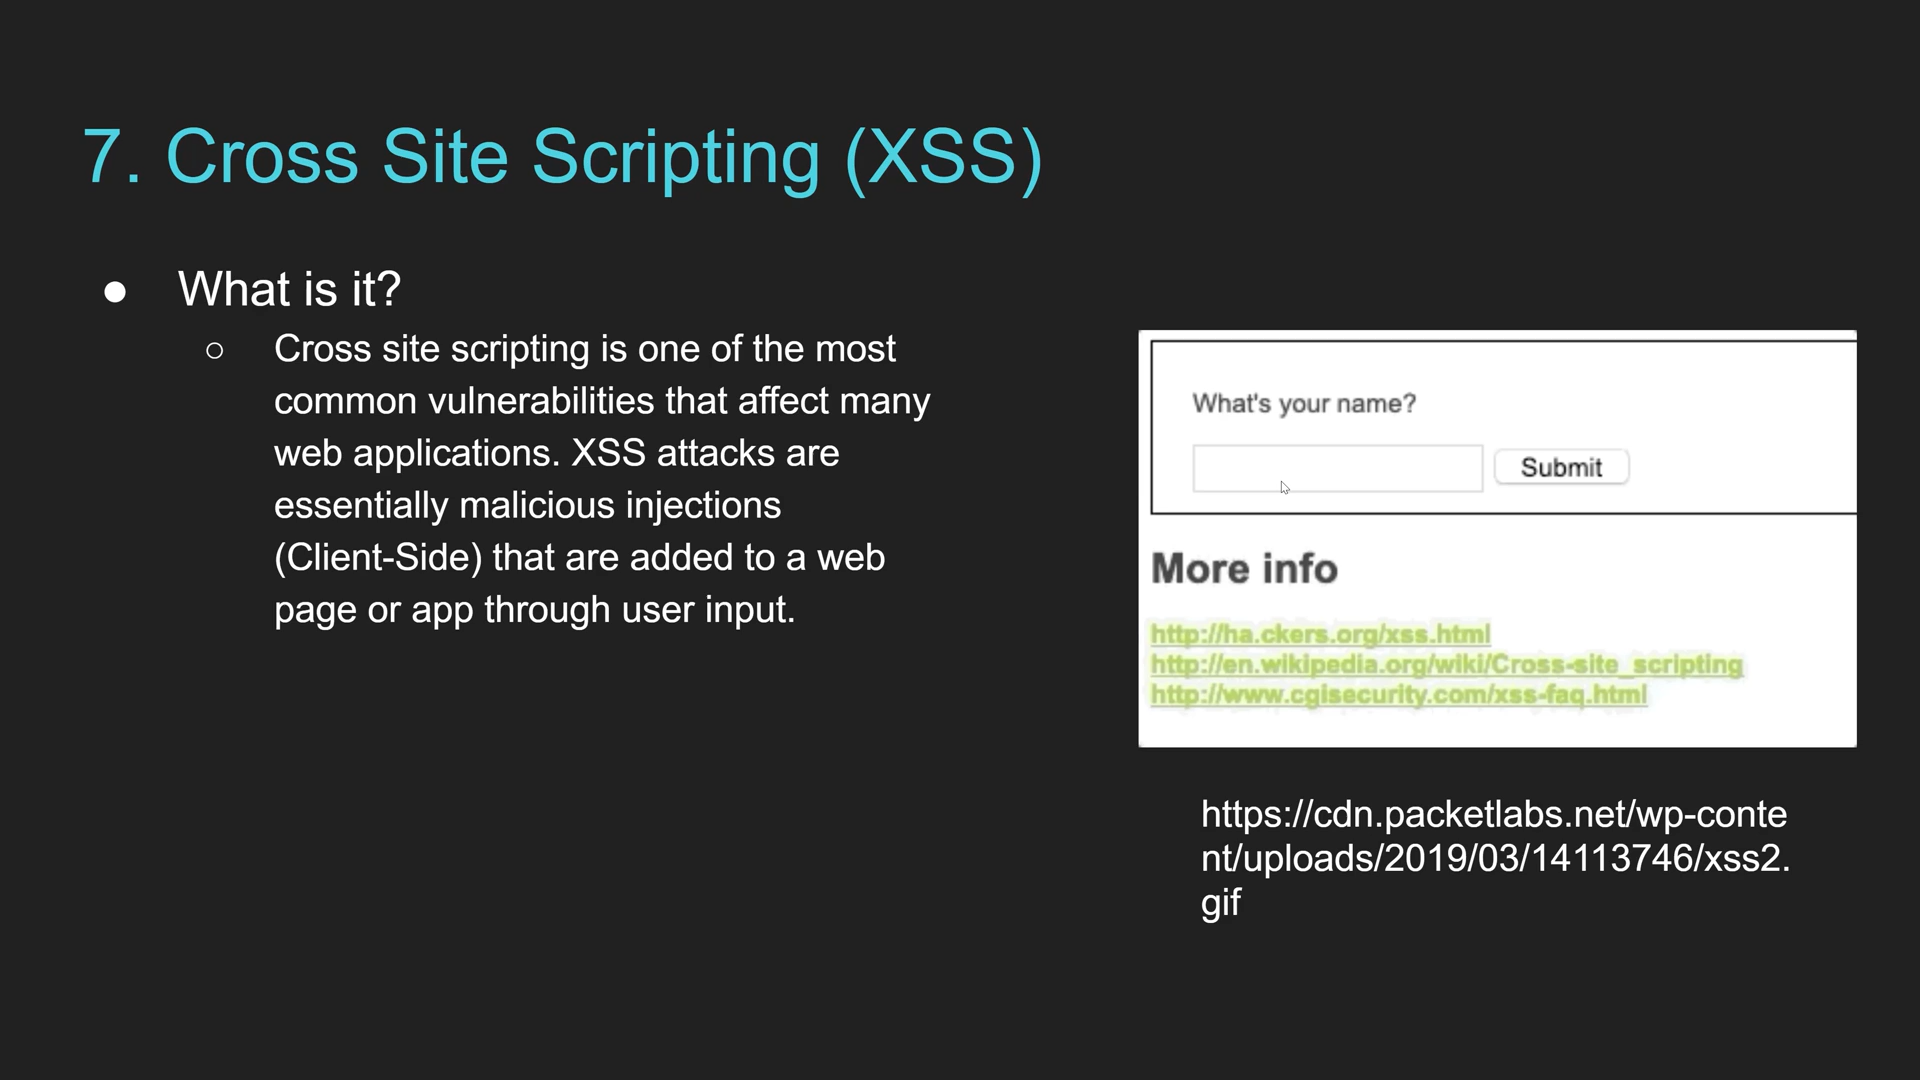 7. Cross Site Scripting (XSS)
● What is it?
○ Cross site scripting is one of the most
common vulnerabilities that affect many
web applications. XSS attacks are
essentially malicious injections
(Client-Side) that are added to a web
page or app through user input.
What's your name?
Submit
More info
http://ha.ckers.org/xss.html
http://en.wikipedia.org/wiki/Cross-site_scripting
http://www.cgisecurity.com/xss-faq.html
https://cdn.packetlabs.net/wp-conte
nt/uploads/2019/03/14113746/xss2.
gif